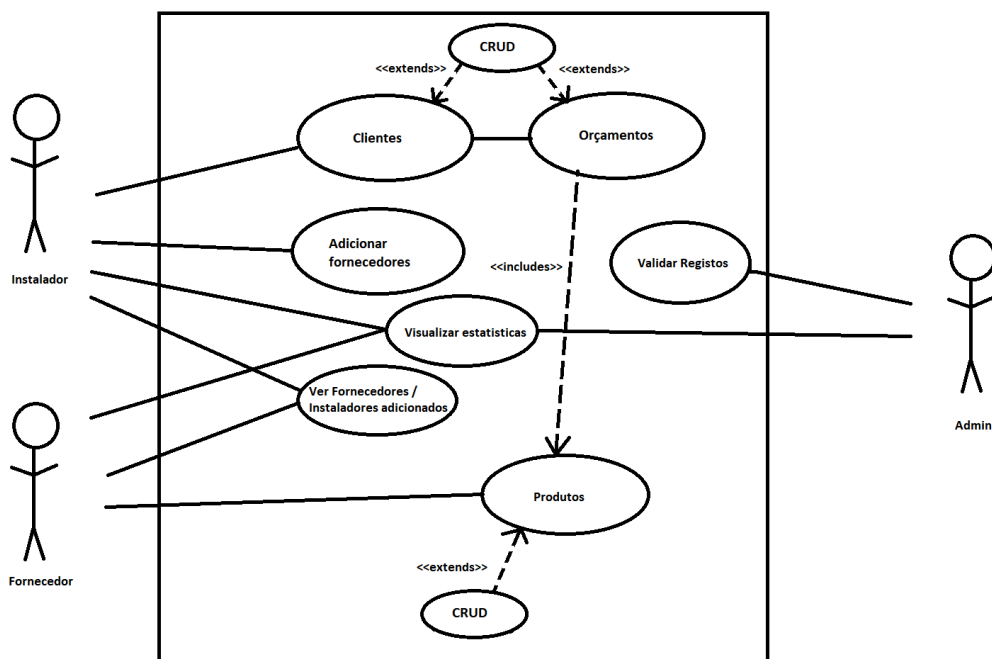 CRUD
<<extends>>
<<extends>>
Clientes
Orçamentos
Adicionar
fornecedores
<<includes>>
Validar Registos
Instalador
Visualizar estatisticas
Ver Fornecedores /
Instaladores adicionados
Admin
Produtos
<<extends>>
Fornecedor
CRUD